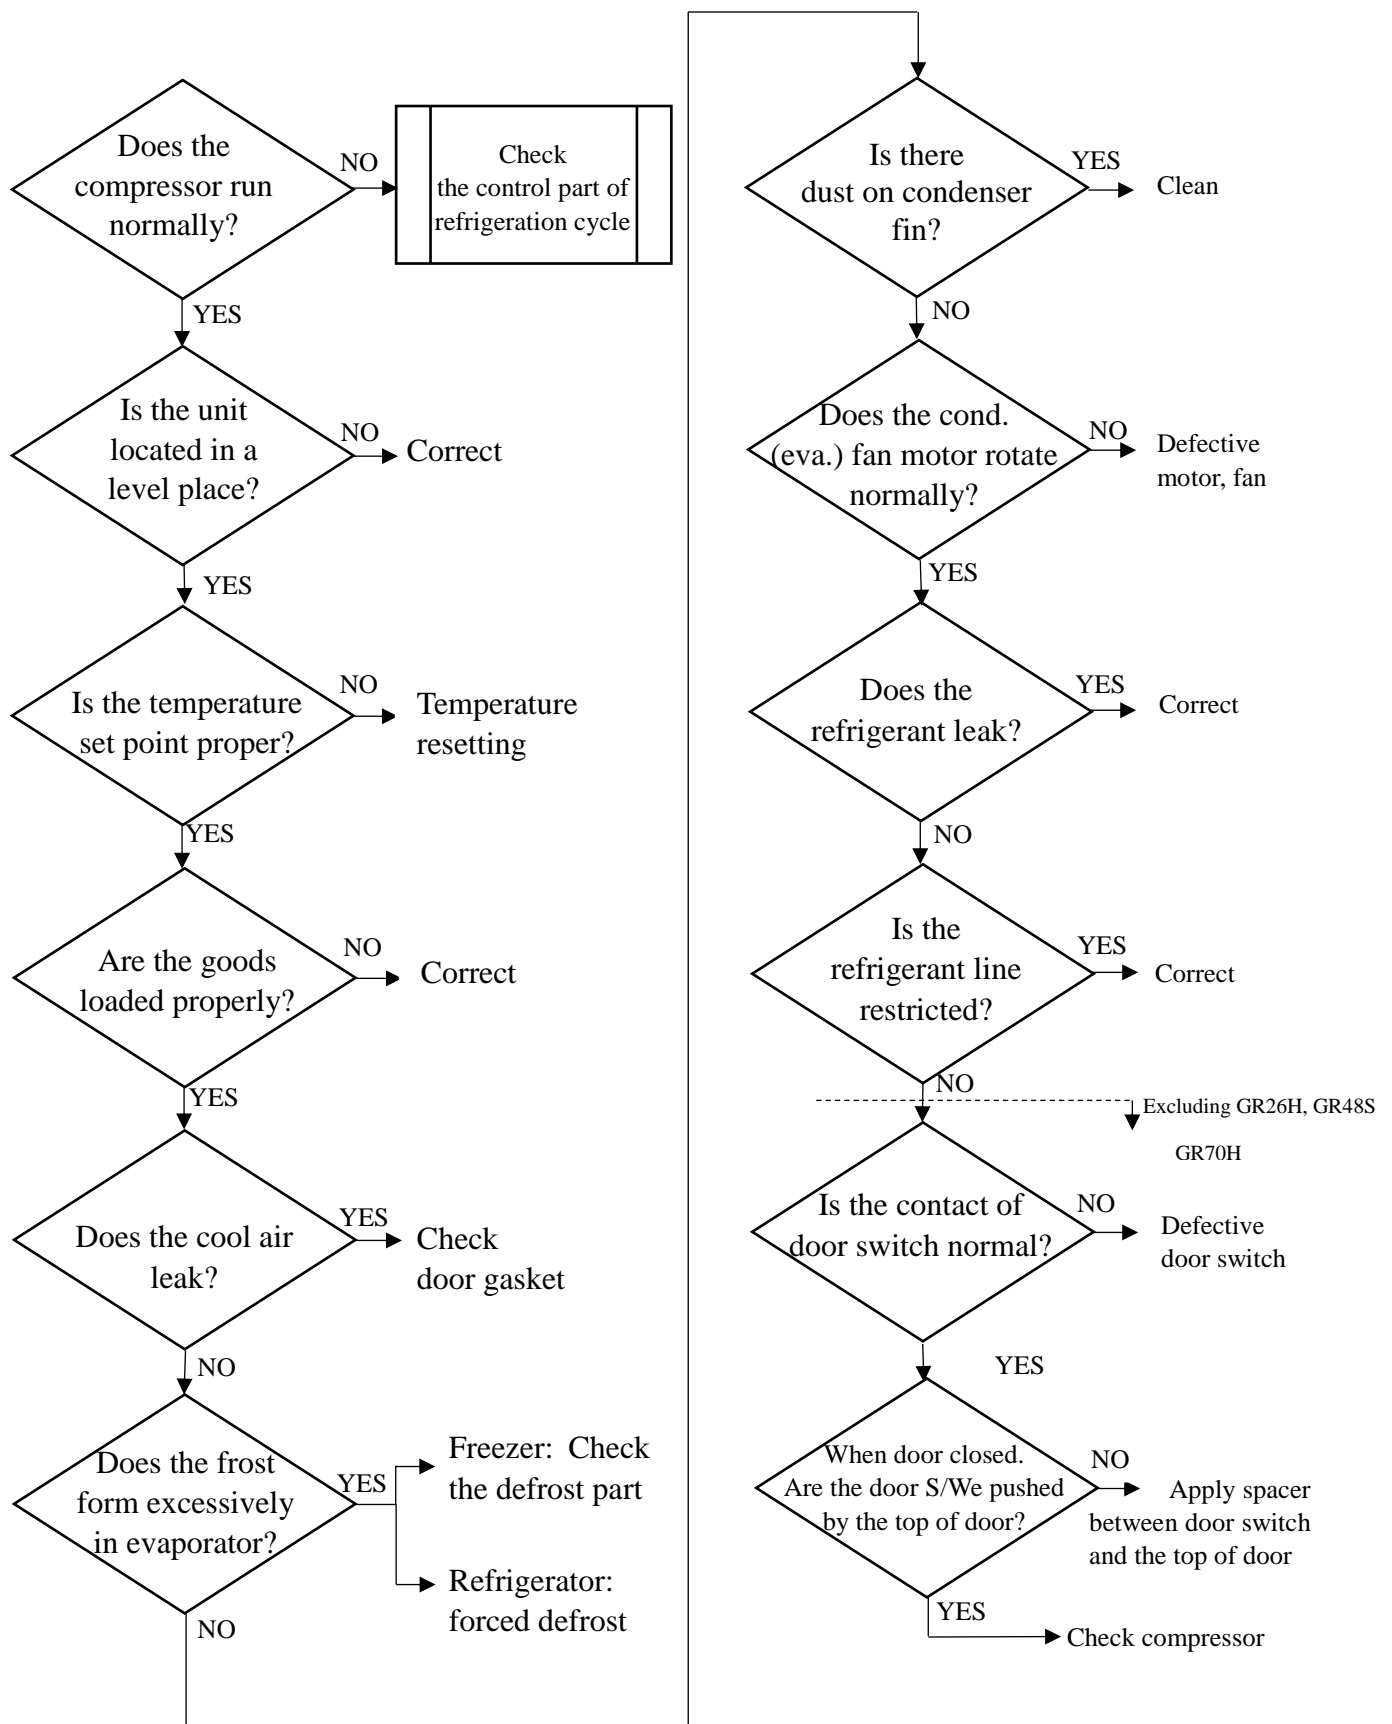 Does the
compressor run
normally?
NO
Check
the control part of
refrigeration cycle
YES
Is the unit
located in a
level place?
NO
Correct
YES
Is the temperature
set point proper?
NO
Temperature
resetting
YES
Are the goods
loaded properly?
NO
Correct
YES
Does the cool air
leak?
YES
Check
door gasket
NO
Does the frost
form excessively
in evaporator?
YES
Freezer: Check
the defrost part
Refrigerator:
forced defrost
NO
Is there
dust on condenser
fin?
YES
Clean
NO
Does the cond.
(eva.) fan motor rotate
normally?
NO
Defective
motor, fan
YES
Does the
refrigerant leak?
YES
Correct
NO
Is the
refrigerant line
restricted?
YES
Correct
NO
Excluding GR26H, GR48S
GR70H
Is the contact of
door switch normal?
NO
Defective
door switch
YES
When door closed.
Are the door S/We pushed
by the top of door?
NO
Apply spacer
between door switch
and the top of door
YES
Check compressor